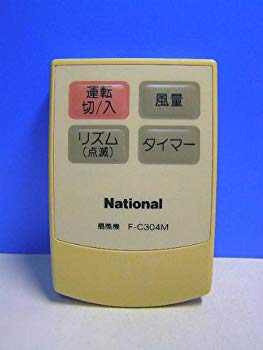 運転
切/入
風量
リズム
(点滅)
タイマー
National
扇風機 F-C304M